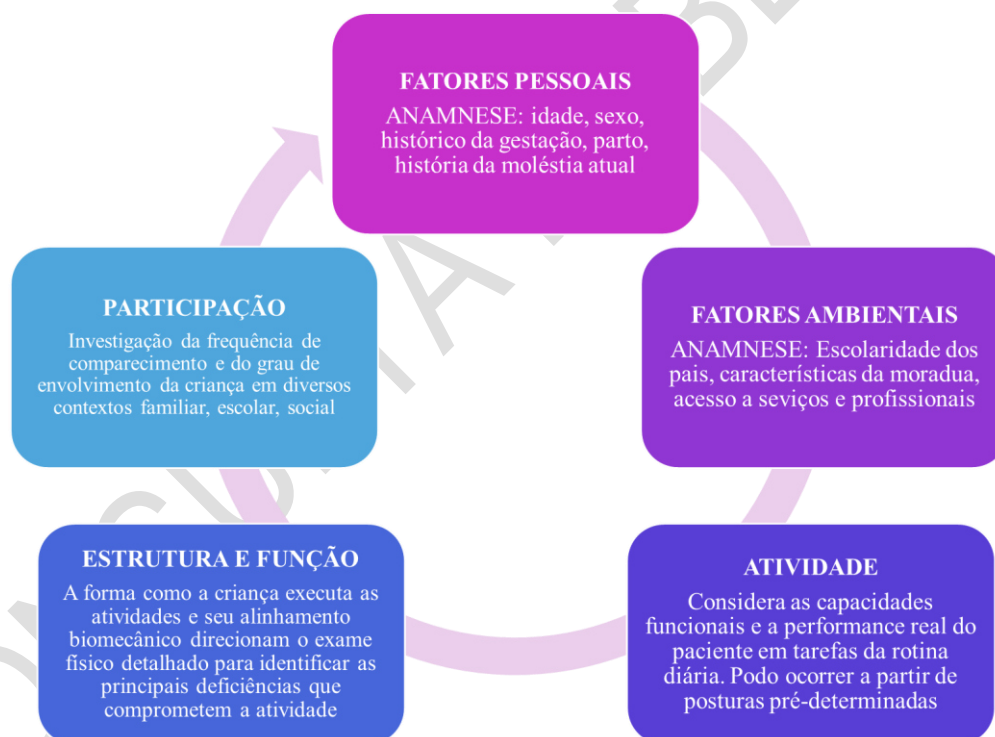 FATORES PESSOAIS
ANAMNESE: idade, sexo,
histórico da gestação, parto,
história da moléstia atual
PARTICIPAÇÃO
Investigação da frequência de
comparecimento e do grau de
envolvimento da criança em diversos
contextos familiar, escolar, social
FATORES AMBIENTAIS
ANAMNESE: Escolaridade dos
pais, características da moradua,
acesso a seviços e profissionais
ESTRUTURA E FUNÇÃO
A forma como a criança executa as
atividades e seu alinhamento
biomecânico direcionam o exame
físico detalhado para identificar as
principais deficiências que
comprometem a atividade
ATIVIDADE
Considera as capacidades
funcionais e a performance real do
paciente em tarefas da rotina
diária. Podo ocorrer a partir de
posturas pré-determinadas